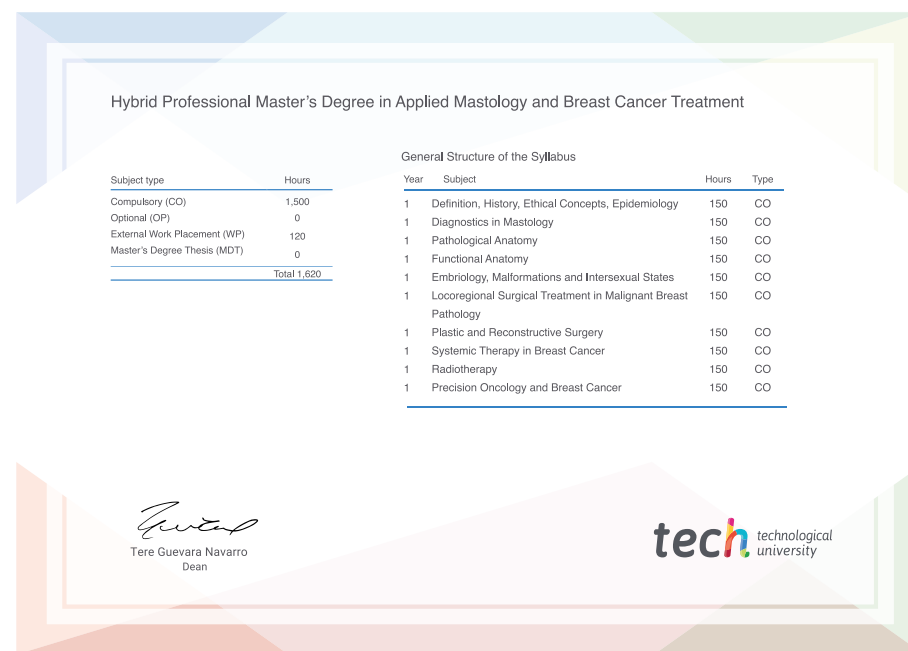 Hybrid Professional Master's Degree in Applied Mastology and Breast Cancer Treatment
General Structure of the Syllabus
Subject type Hours
Compulsory (CO) 1,500
Optional (OP) 0
External Work Placement (WP) 120
Master's Degree Thesis (MDT) 0
Total 1,620
Year Subject Hours Type
1 Definition, History, Ethical Concepts, Epidemiology 150 CO
1 Diagnostics in Mastology 150 CO
1 Pathological Anatomy 150 CO
1 Functional Anatomy 150 CO
1 Embriology, Malformations and Intersexual States 150 CO
1 Locoregional Surgical Treatment in Malignant Breast 150 CO
Pathology
1 Plastic and Reconstructive Surgery 150 CO
1 Systemic Therapy in Breast Cancer 150 CO
1 Radiotherapy 150 CO
1 Precision Oncology and Breast Cancer 150 CO
Tere Guevara Navarro
Dean
tech technological
university